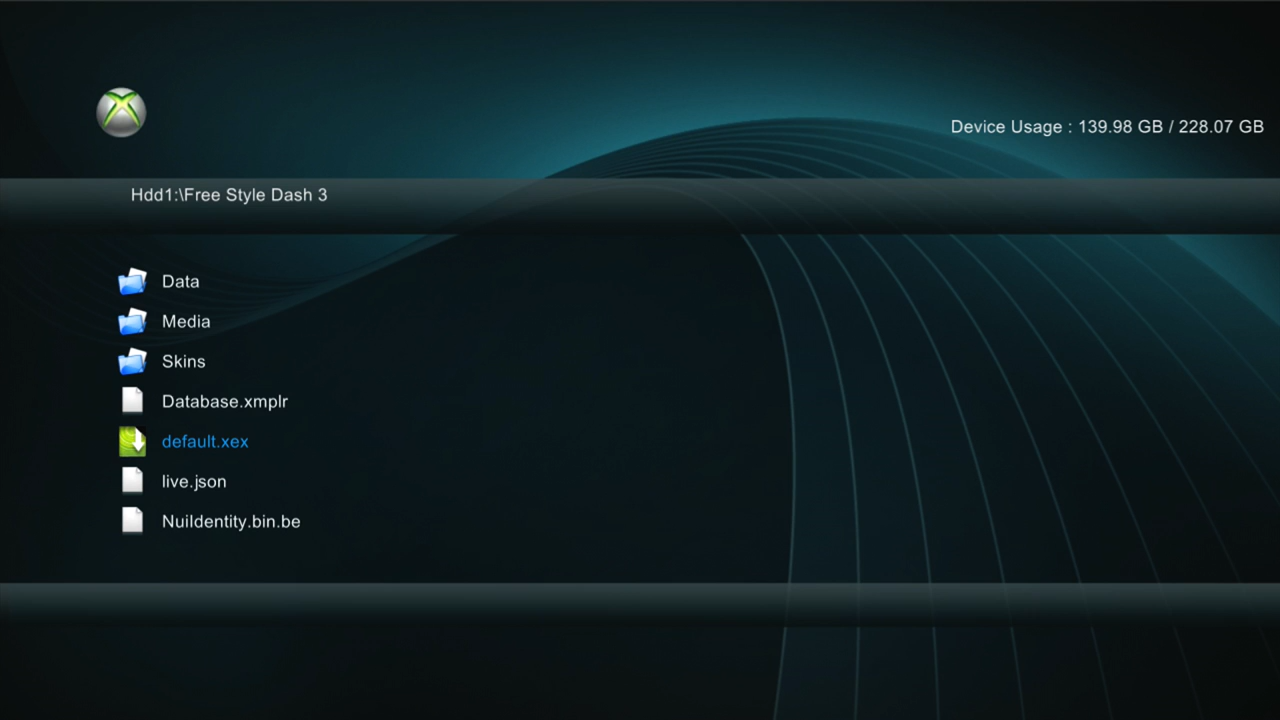 Device Usage : 139.98 GB / 228.07 GB
Hdd1:\Free Style Dash 3
Data
Media
Skins
Database.xmplr
default.xex
live.json
NuiIdentity.bin.be